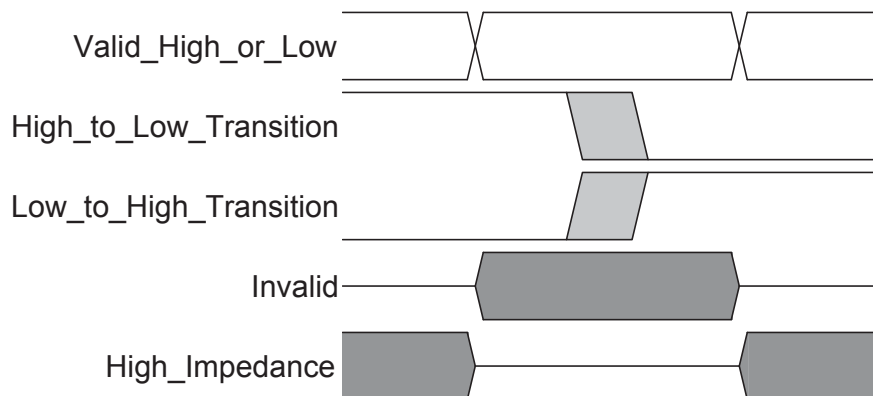 Valid_High_or_Low
High_to_Low_Transition
Low_to_High_Transition
Invalid
High_Impedance